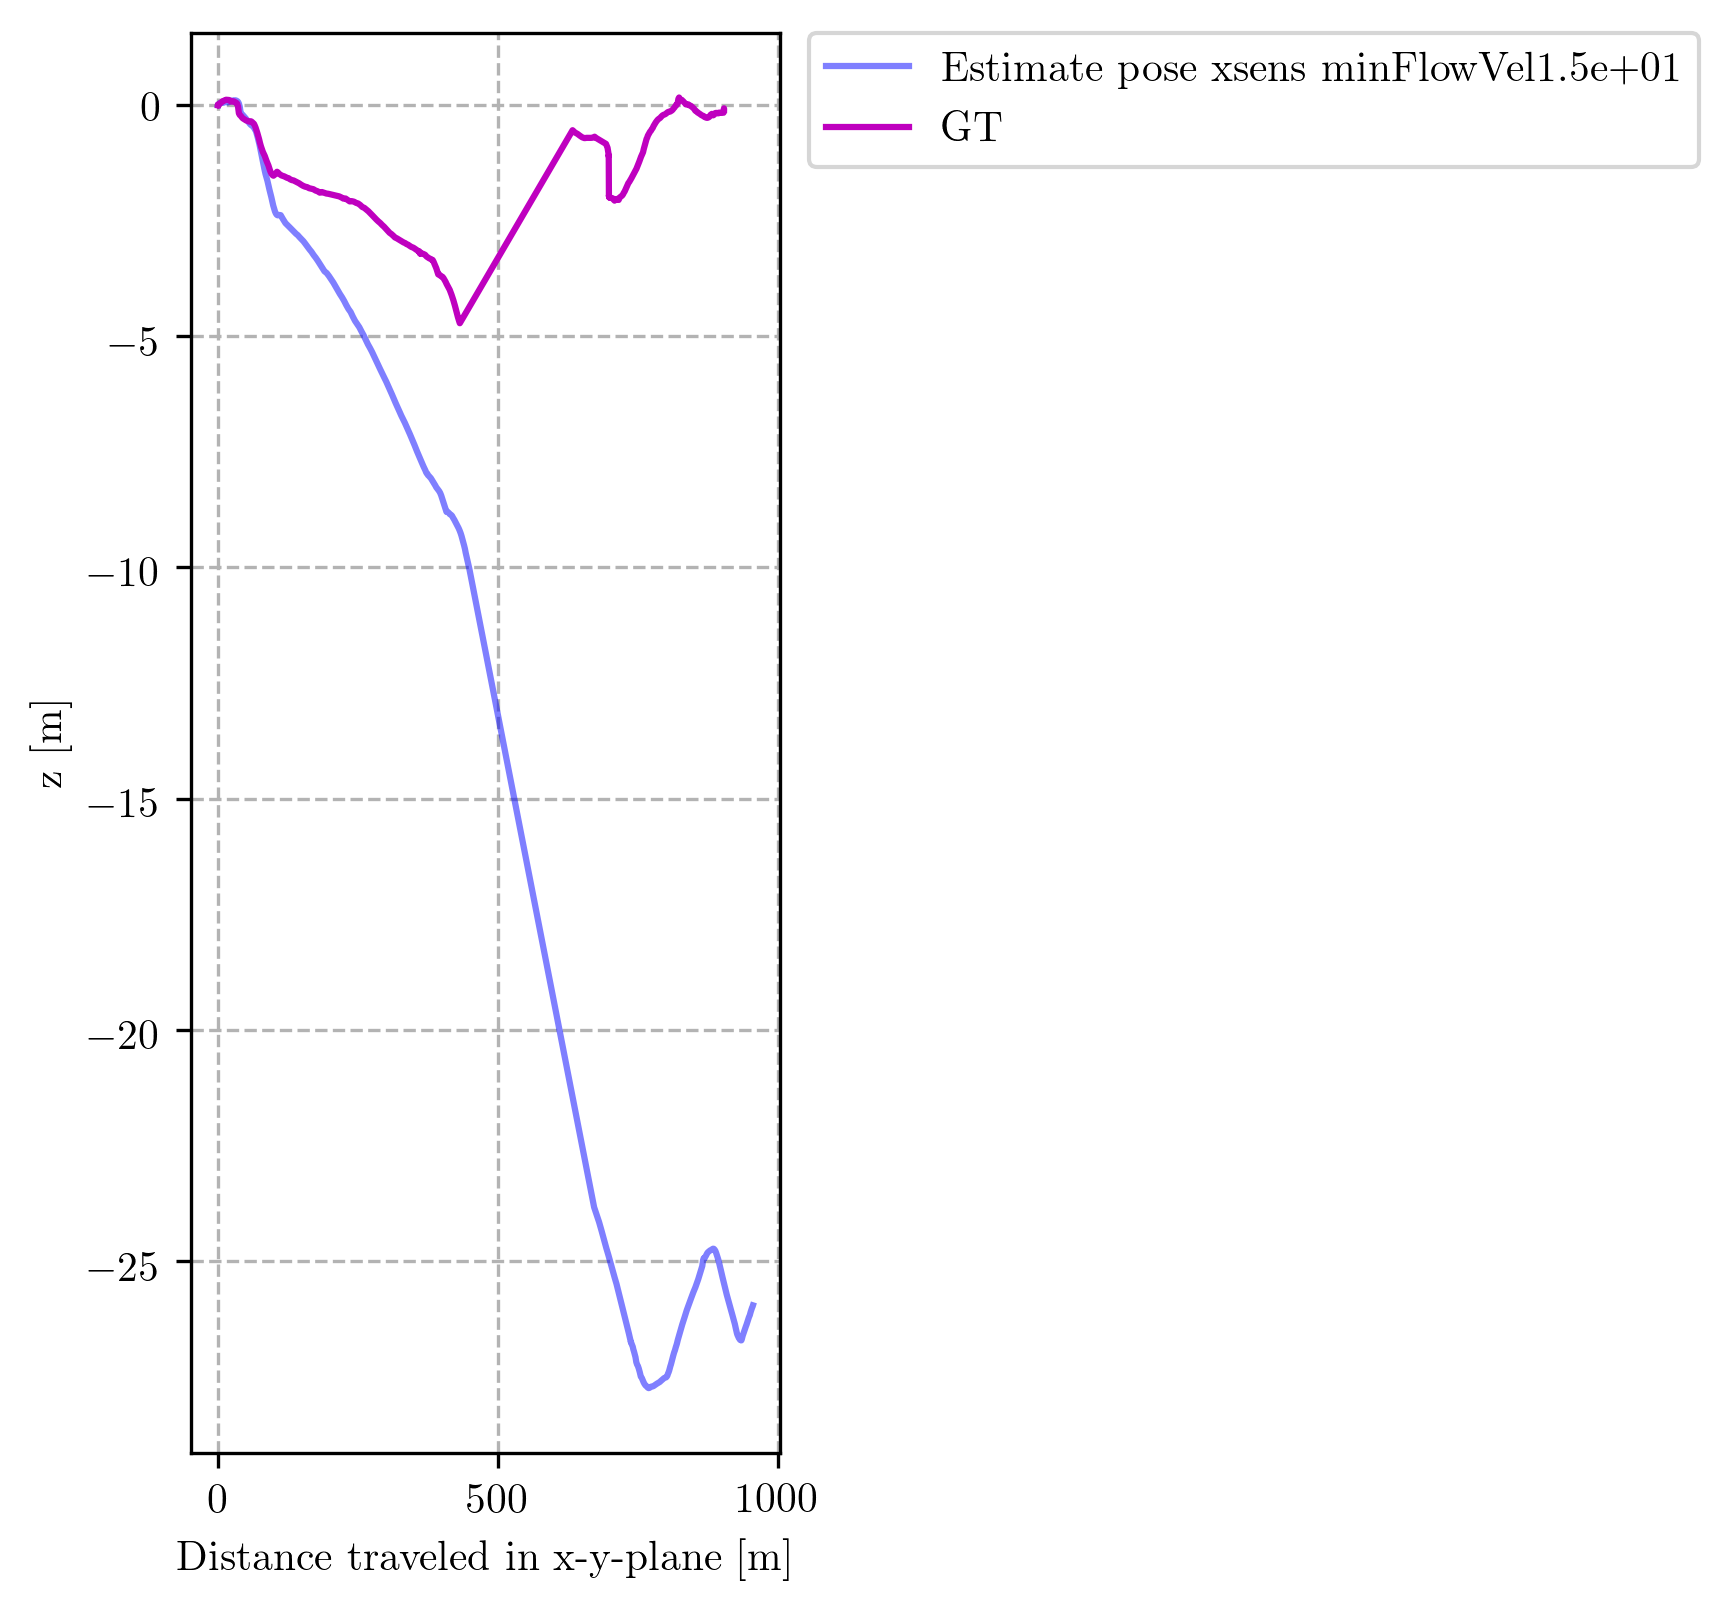 Estimate pose xsens minFlowVel1.5e+01
GT
0
−5
−10
−15
−20
−25
z [m]
0 500 1000
Distance traveled in x-y-plane [m]